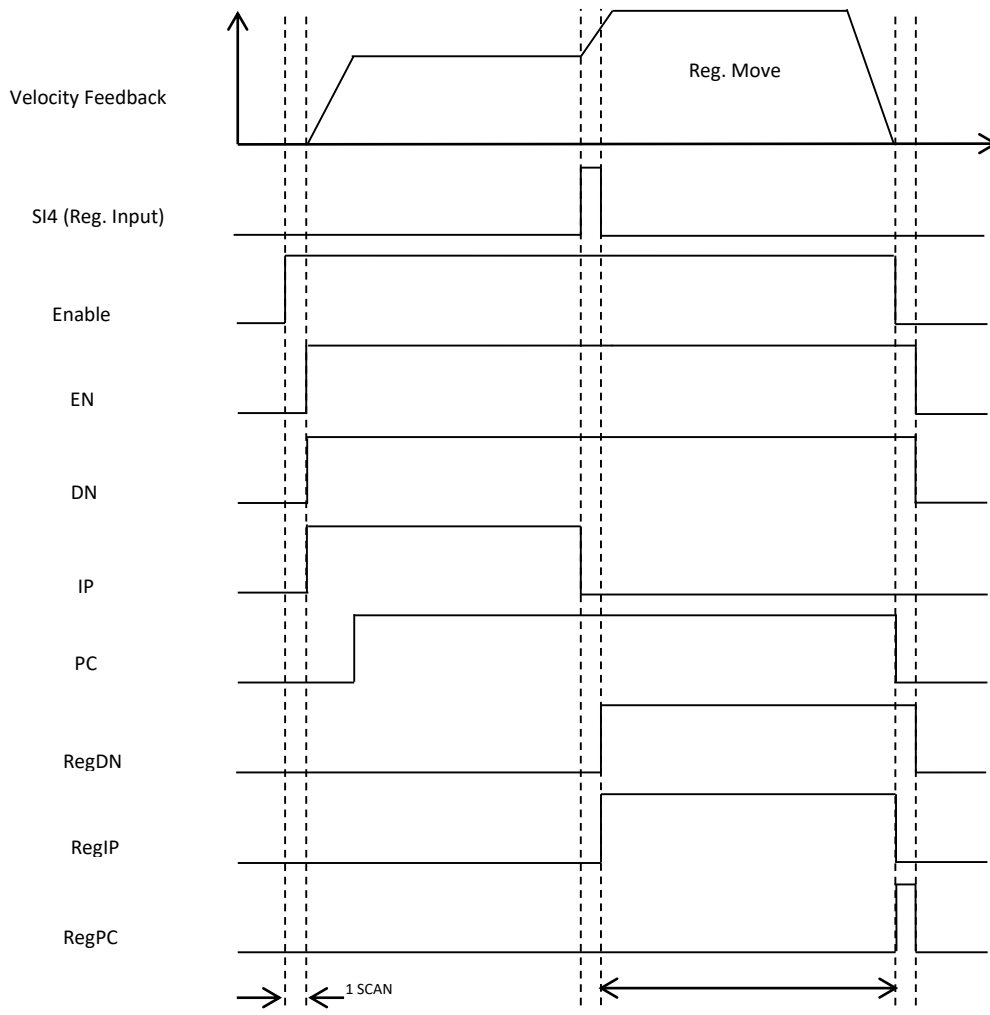 Reg. Move
Velocity Feedback
SI4 (Reg. Input)
Enable
EN
DN
IP
PC
RegDN
RegIP
RegPC
1 SCAN